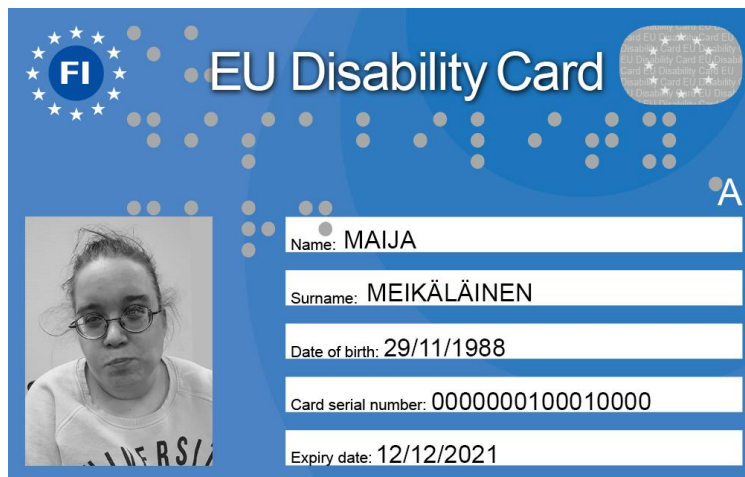 FI
EU Disability Card
A
Name: MAIJA
Surname: MEIKÄLÄINEN
Date of birth: 29/11/1988
Card serial number: 0000000100010000
Expiry date: 12/12/2021